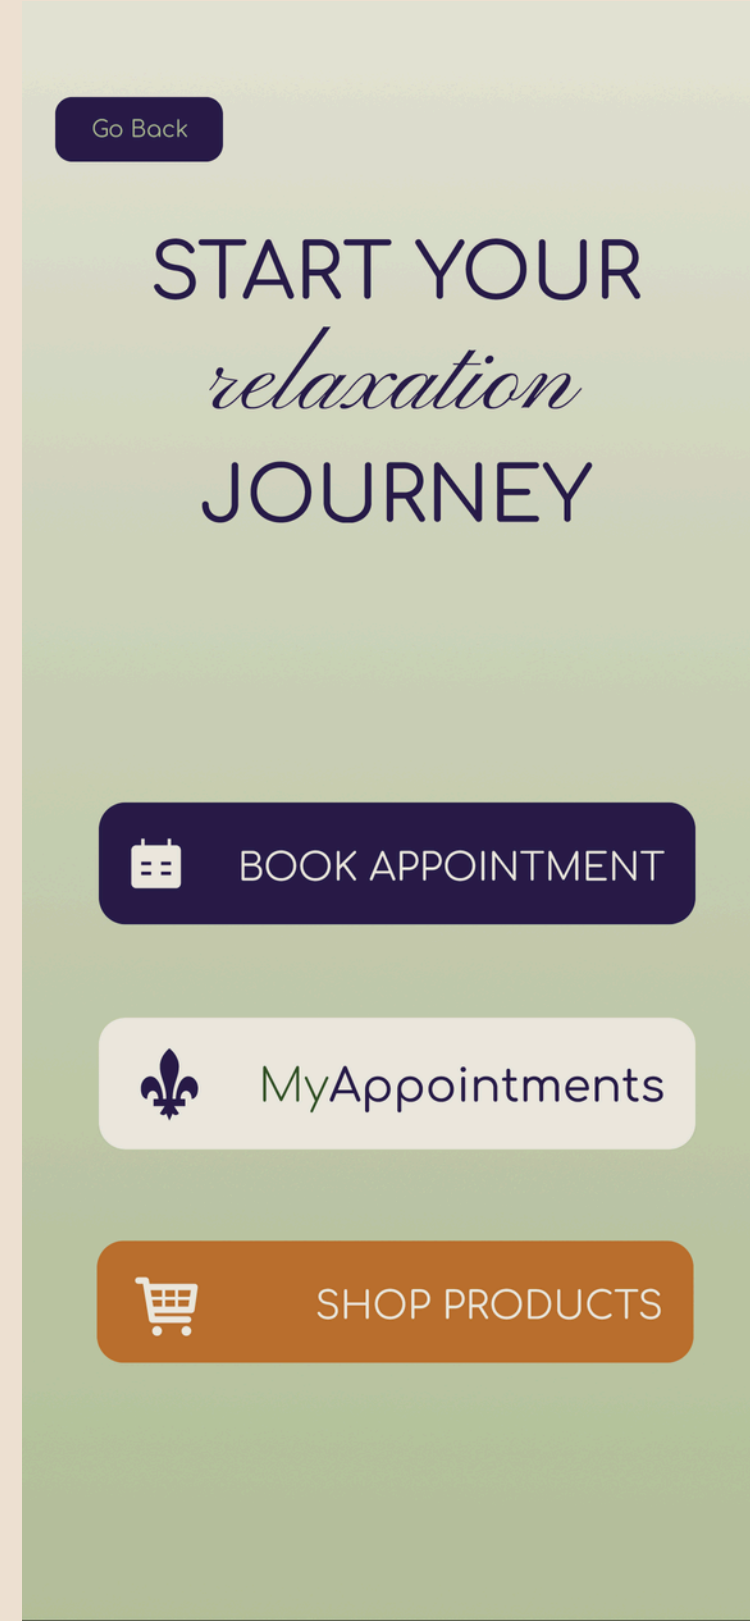 Go Back
START YOUR
relaxation
JOURNEY
BOOK APPOINTMENT
MyAppointments
SHOP PRODUCTS